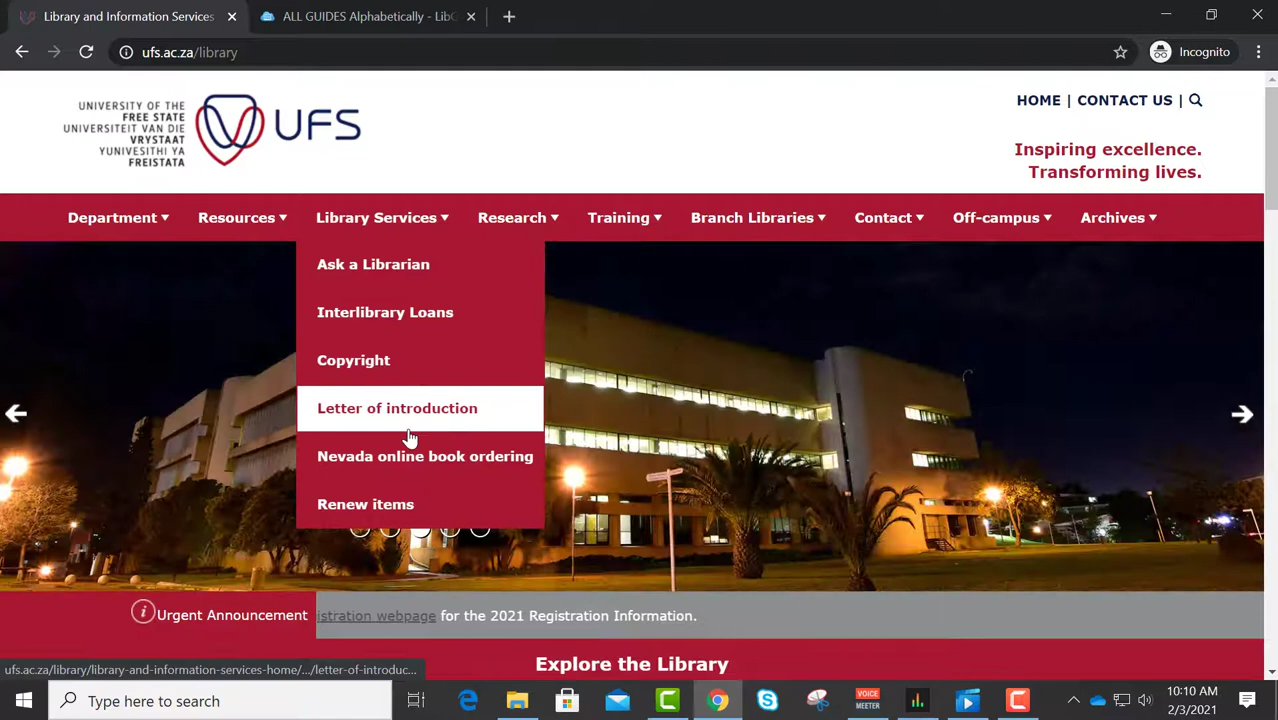 Library and Information Services
ALL GUIDES Alphabetically - LibG
ufs.ac.za/library
Incognito
UNIVERSITY OF THE
FREE STATE
UNIVERSITEIT VAN DIE
VRYSTAAT
YUNIVESITHI YA
FREISTATA
UFS
HOME | CONTACT US |
Inspiring excellence.
Transforming lives.
Department Resources Library Services Research Training Branch Libraries Contact Off-campus Archives
Ask a Librarian
Interlibrary Loans
Copyright
Letter of introduction
Nevada online book ordering
Renew items
Urgent Announcement istration webpage for the 2021 Registration Information.
Explore the Library
ufs.ac.za/library/library-and-information-services-home/.../letter-of-introduc...
Type here to search
VOICE
MEETER
10:10 AM
2/3/2021